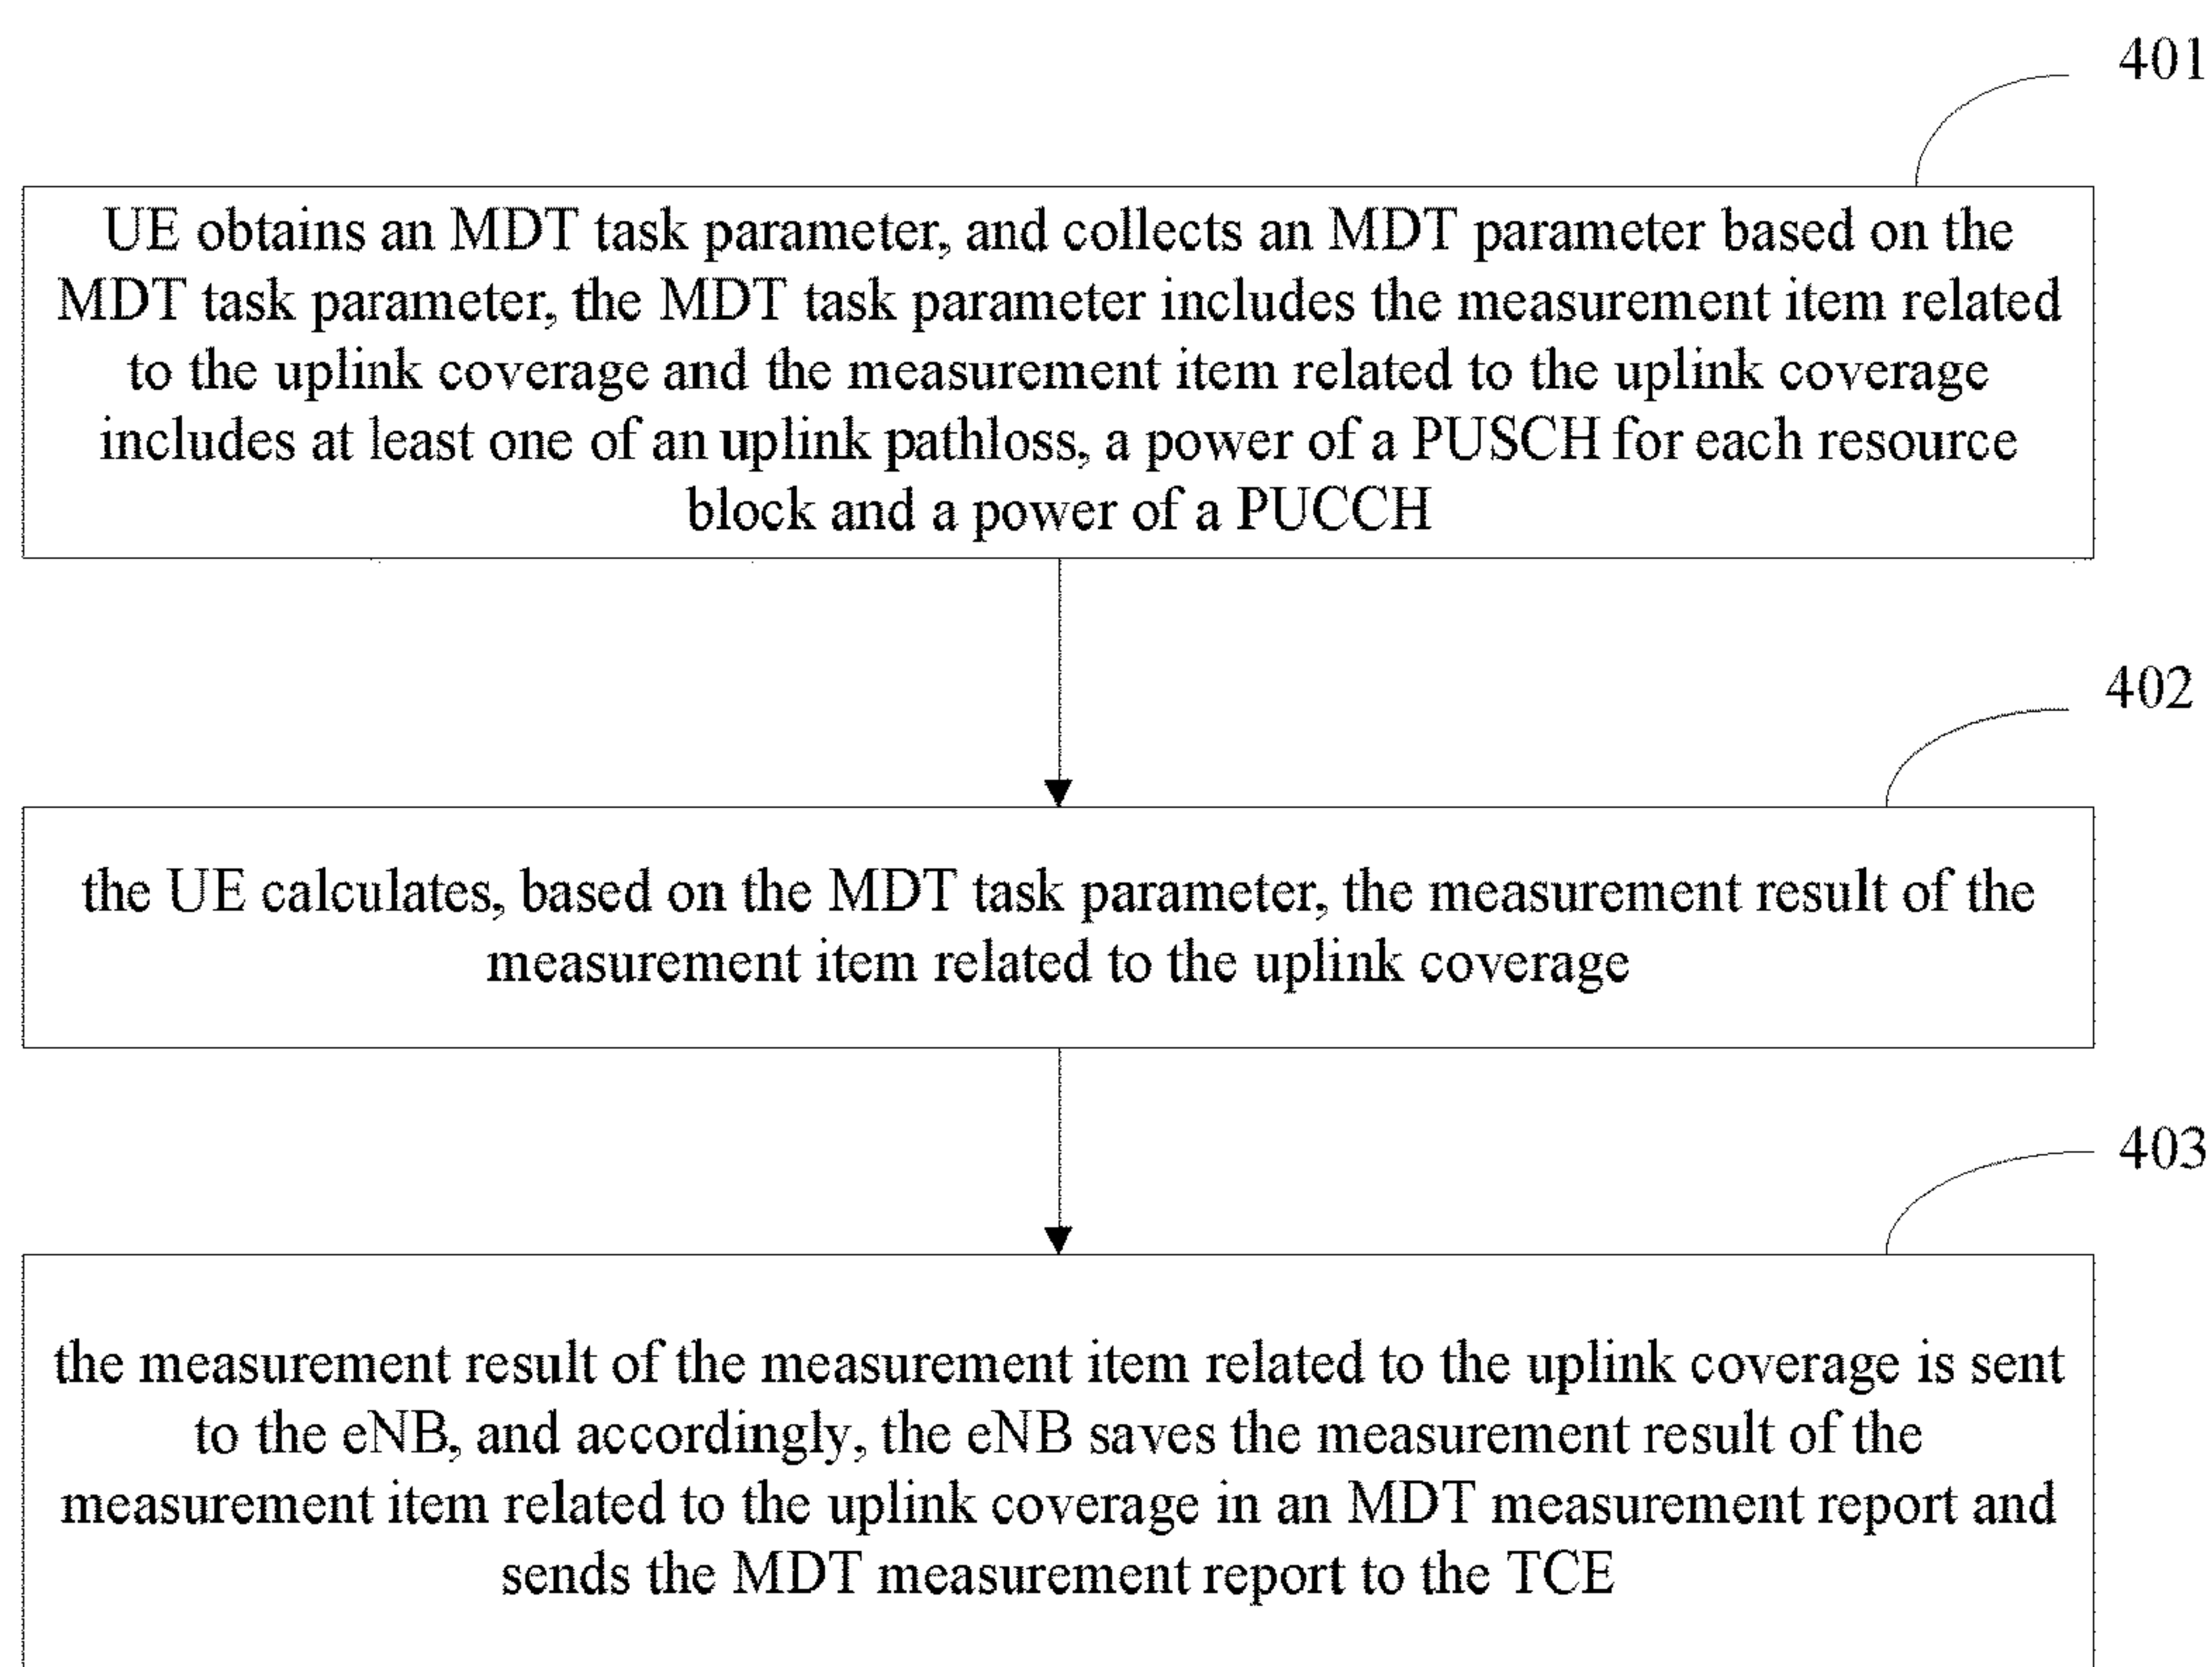 401
UE obtains an MDT task parameter, and collects an MDT parameter based on the
MDT task parameter, the MDT task parameter includes the measurement item related
to the uplink coverage and the measurement item related to the uplink coverage
includes at least one of an uplink pathloss, a power of a PUSCH for each resource
block and a power of a PUCCH
402
the UE calculates, based on the MDT task parameter, the measurement result of the
measurement item related to the uplink coverage
403
the measurement result of the measurement item related to the uplink coverage is sent
to the eNB, and accordingly, the eNB saves the measurement result of the
measurement item related to the uplink coverage in an MDT measurement report and
sends the MDT measurement report to the TCE